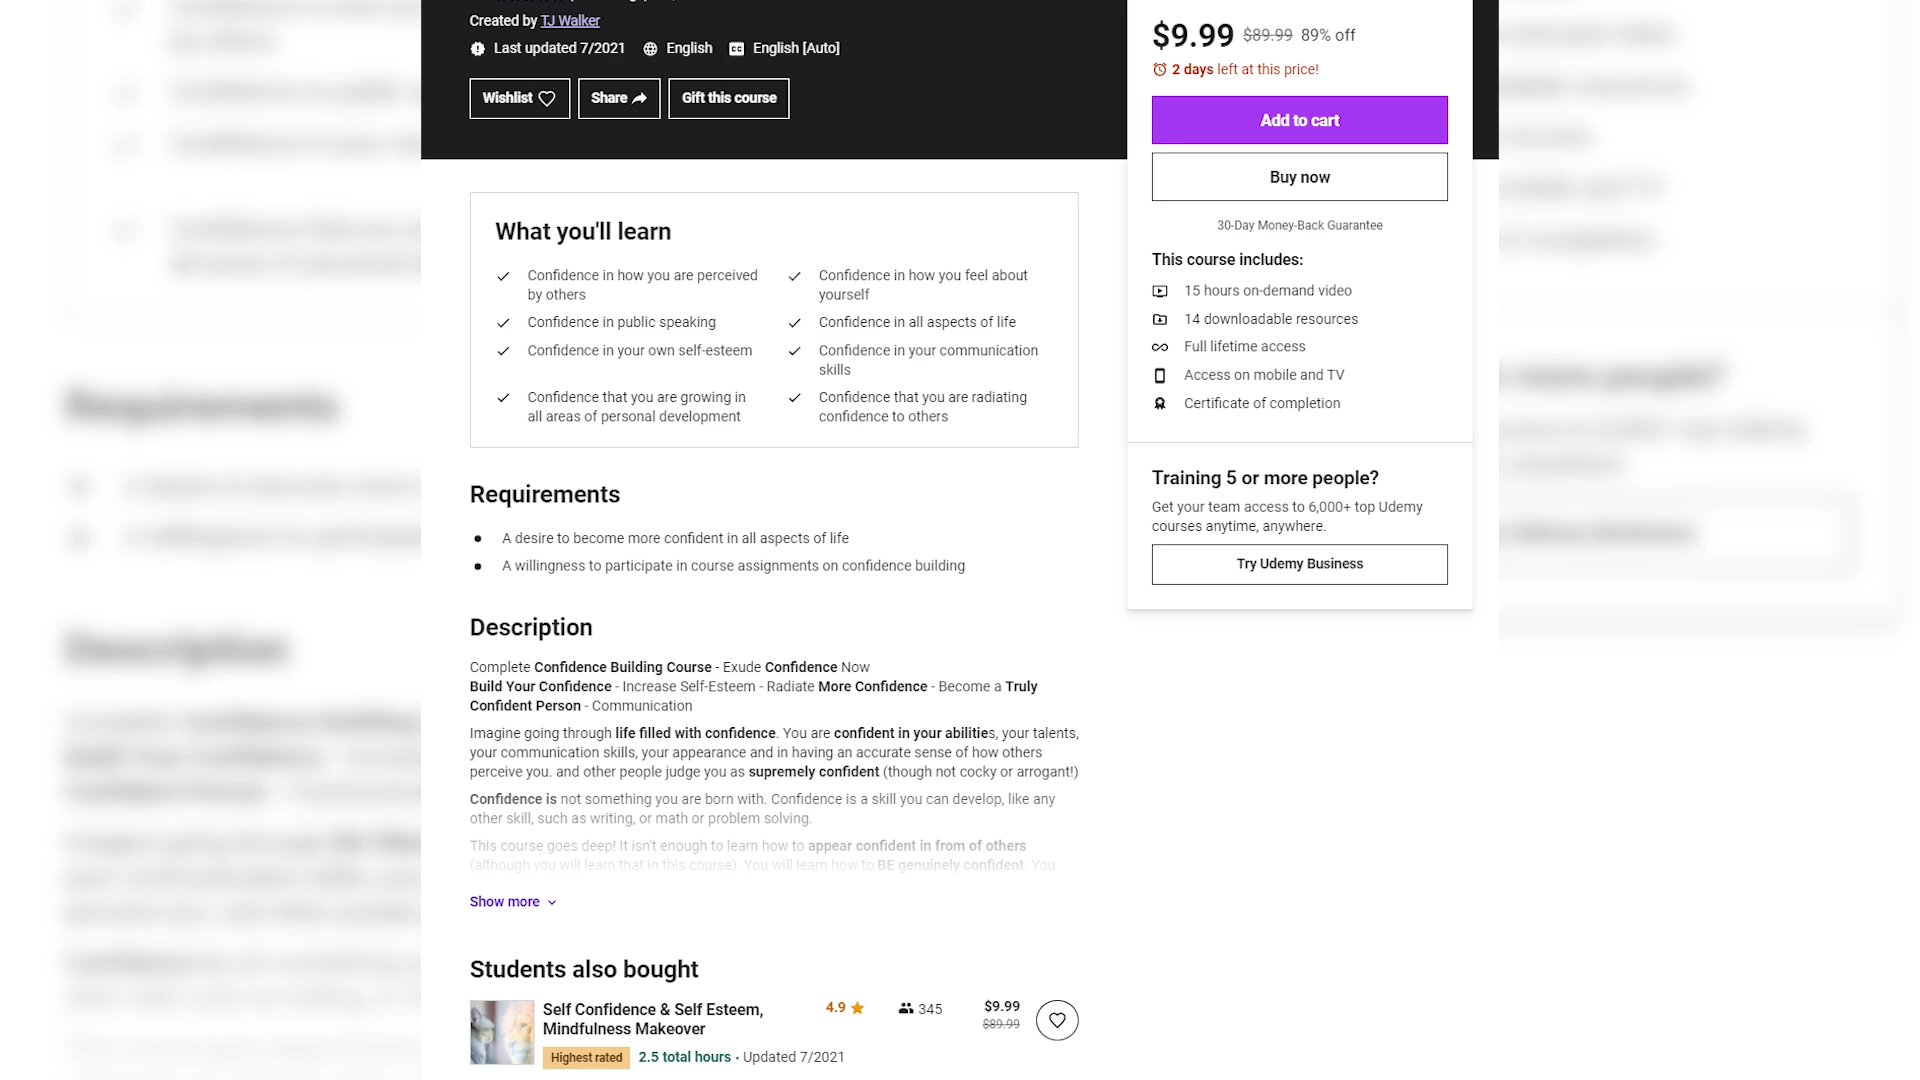 Created by TJ Walker
Last updated 7/2021 English English [Auto]
Wishlist Share Gift this course
$9.99 $89.99 89% off
2 days left at this price!
Add to cart
Buy now
30-Day Money-Back Guarantee
This course includes:
15 hours on-demand video
14 downloadable resources
Full lifetime access
Access on mobile and TV
Certificate of completion
Training 5 or more people?
Get your team access to 6,000+ top Udemy
courses anytime, anywhere.
Try Udemy Business
What you'll learn
Confidence in how you are perceived
by others
Confidence in how you feel about
yourself
Confidence in public speaking
Confidence in all aspects of life
Confidence in your own self-esteem
Confidence in your communication
skills
Confidence that you are growing in
all areas of personal development
Confidence that you are radiating
confidence to others
Requirements
A desire to become more confident in all aspects of life
A willingness to participate in course assignments on confidence building
Description
Complete Confidence Building Course - Exude Confidence Now
Build Your Confidence - Increase Self-Esteem - Radiate More Confidence - Become a Truly
Confident Person - Communication
Imagine going through life filled with confidence. You are confident in your abilities, your talents,
your communication skills, your appearance and in having an accurate sense of how others
perceive you. and other people judge you as supremely confident (though not cocky or arrogant!)
Confidence is not something you are born with. Confidence is a skill you can develop, like any
other skill, such as writing, or math or problem solving.
This course goes deep! It isn't enough to learn how to appear confident in from of others
(although you will learn that in this course). You will learn how to BE genuinely confident. You
Show more
Students also bought
Self Confidence & Self Esteem,
Mindfulness Makeover
4.9 345 $9.99
$89.99
Highest rated 2.5 total hours · Updated 7/2021
Requirements
Description